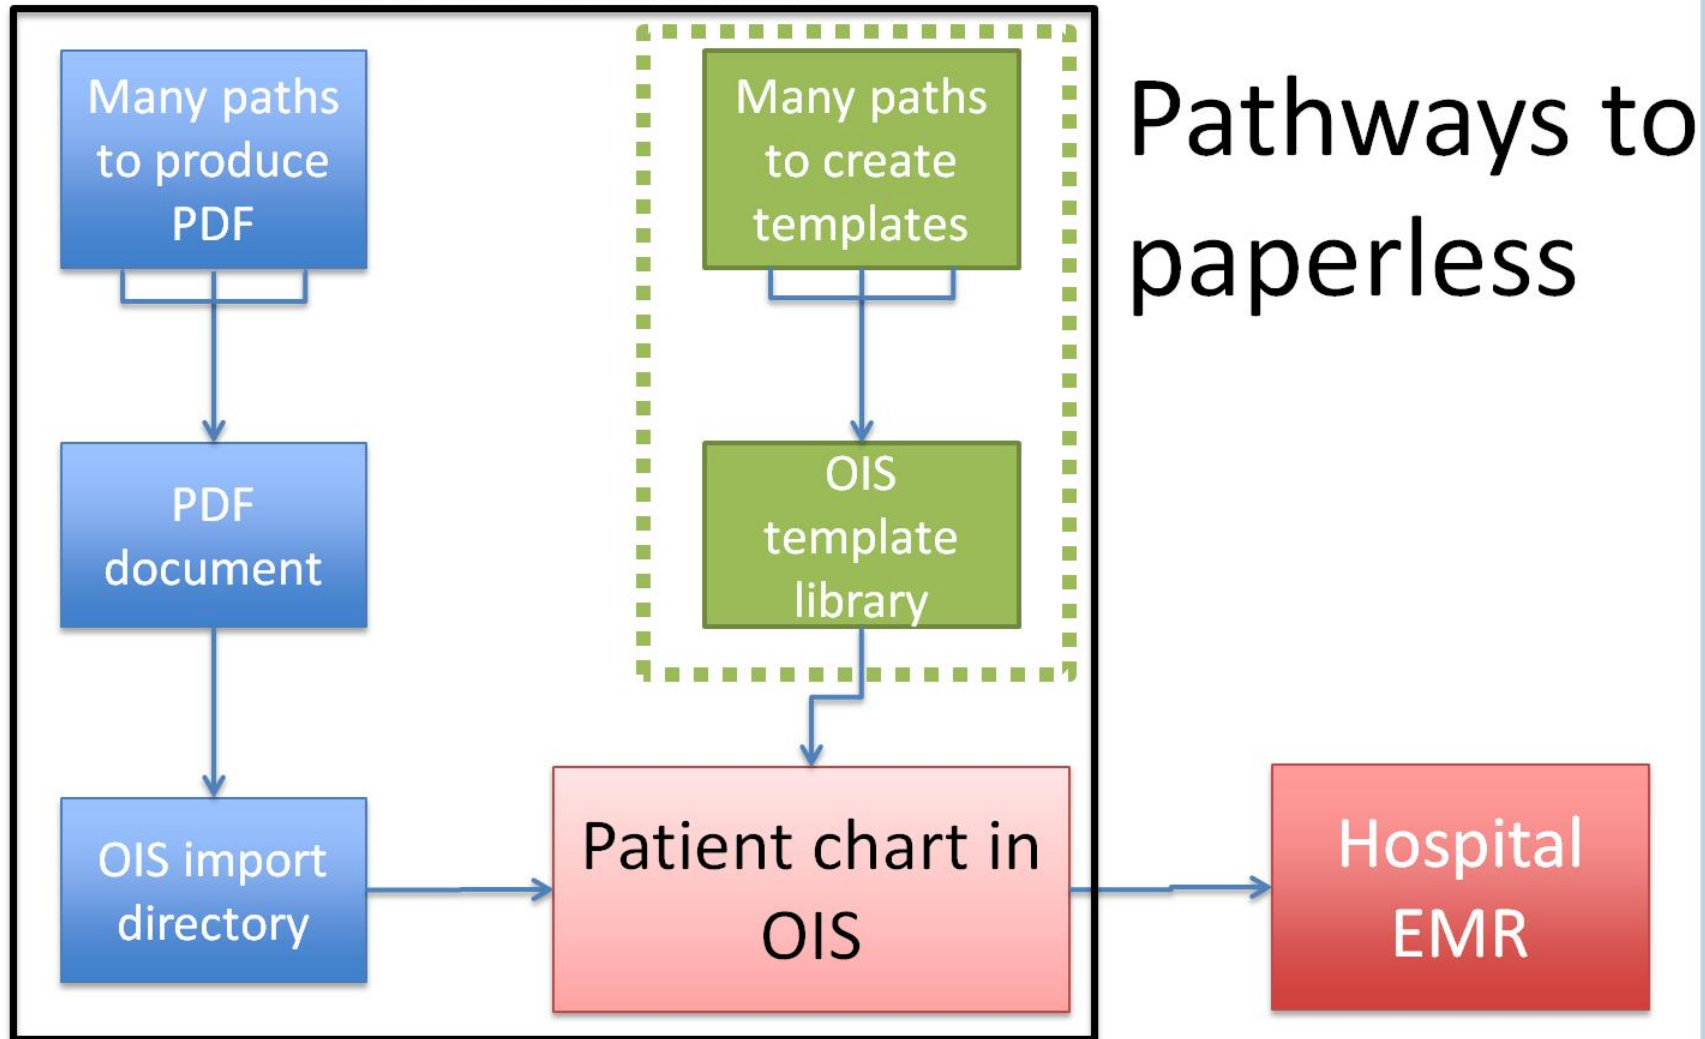 Pathways to
paperless
Many paths
to produce
PDF
PDF
document
OIS import
directory
Many paths
to create
templates
OIS
template
library
Patient chart in
OIS
Hospital
EMR